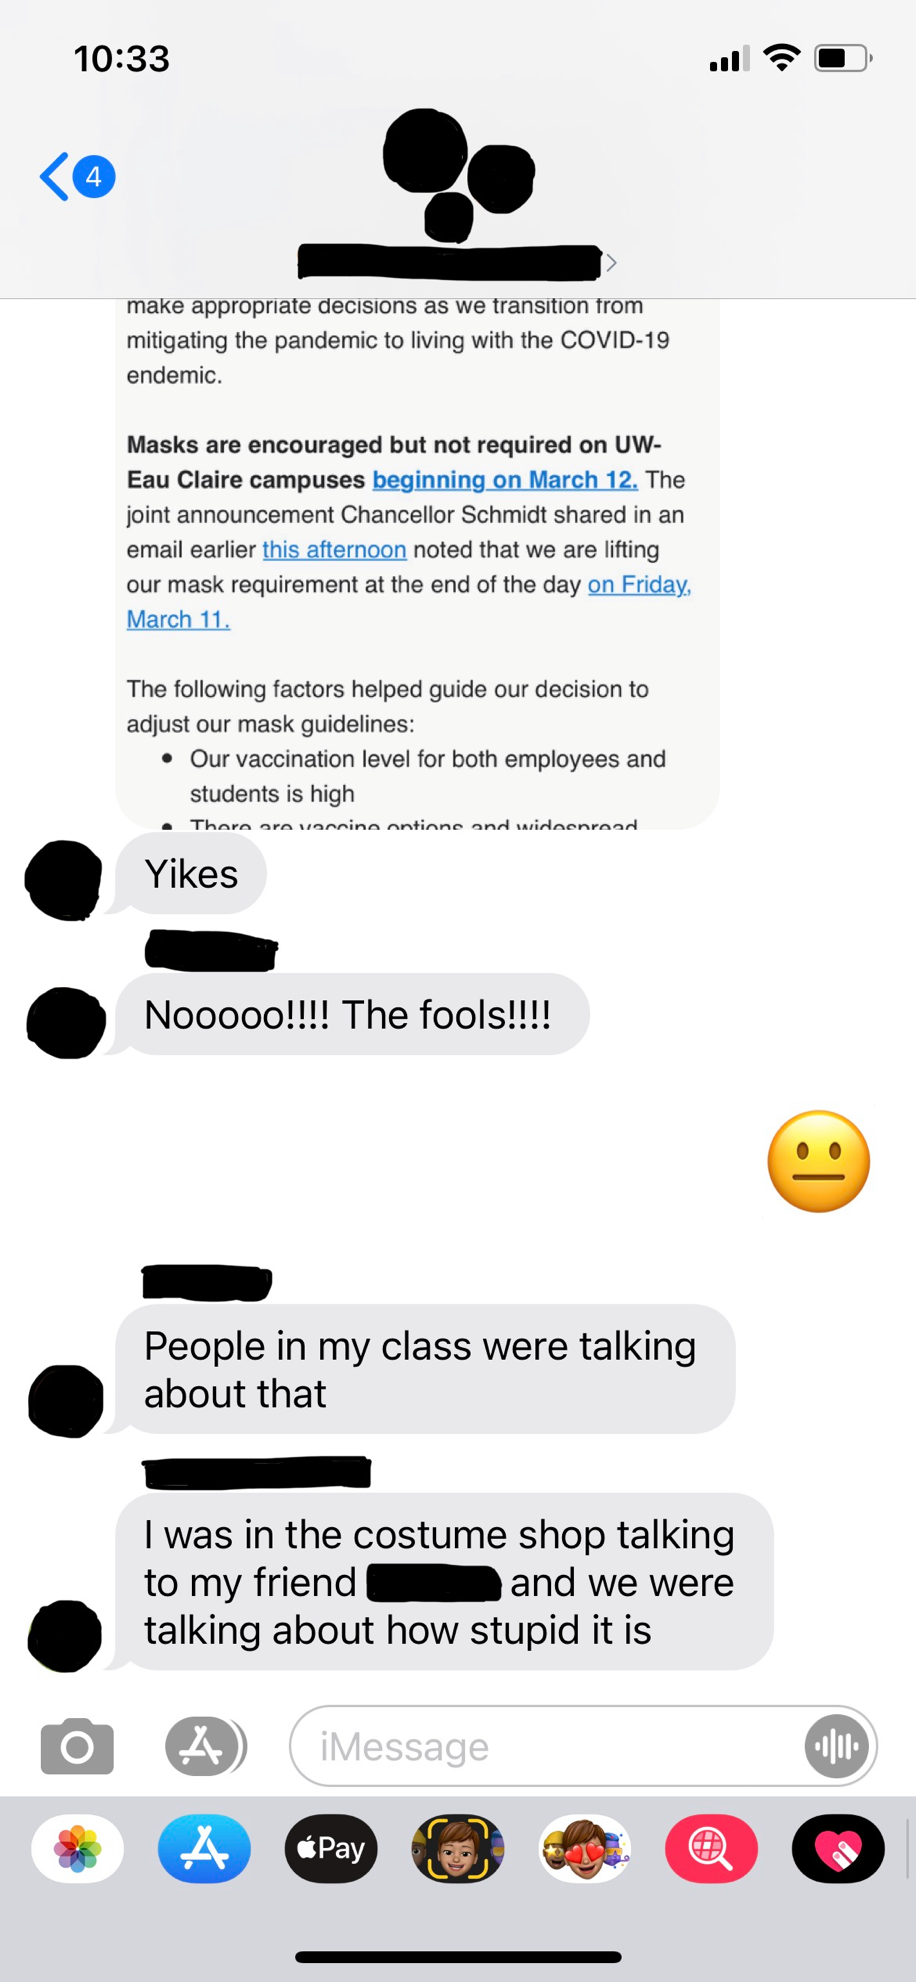 10:33
4
make appropriate decisions as we transition from
mitigating the pandemic to living with the COVID-19
endemic.
Masks are encouraged but not required on UW-
Eau Claire campuses beginning on March 12. The
joint announcement Chancellor Schmidt shared in an
email earlier this afternoon noted that we are lifting
our mask requirement at the end of the day on Friday,
March 11.
The following factors helped guide our decision to
adjust our mask guidelines:
• Our vaccination level for both employees and
students is high
• There are vaccine options and widespread
Yikes
Nooooo!!!! The fools!!!!
People in my class were talking
about that
I was in the costume shop talking
to my friend and we were
talking about how stupid it is
iMessage
Pay